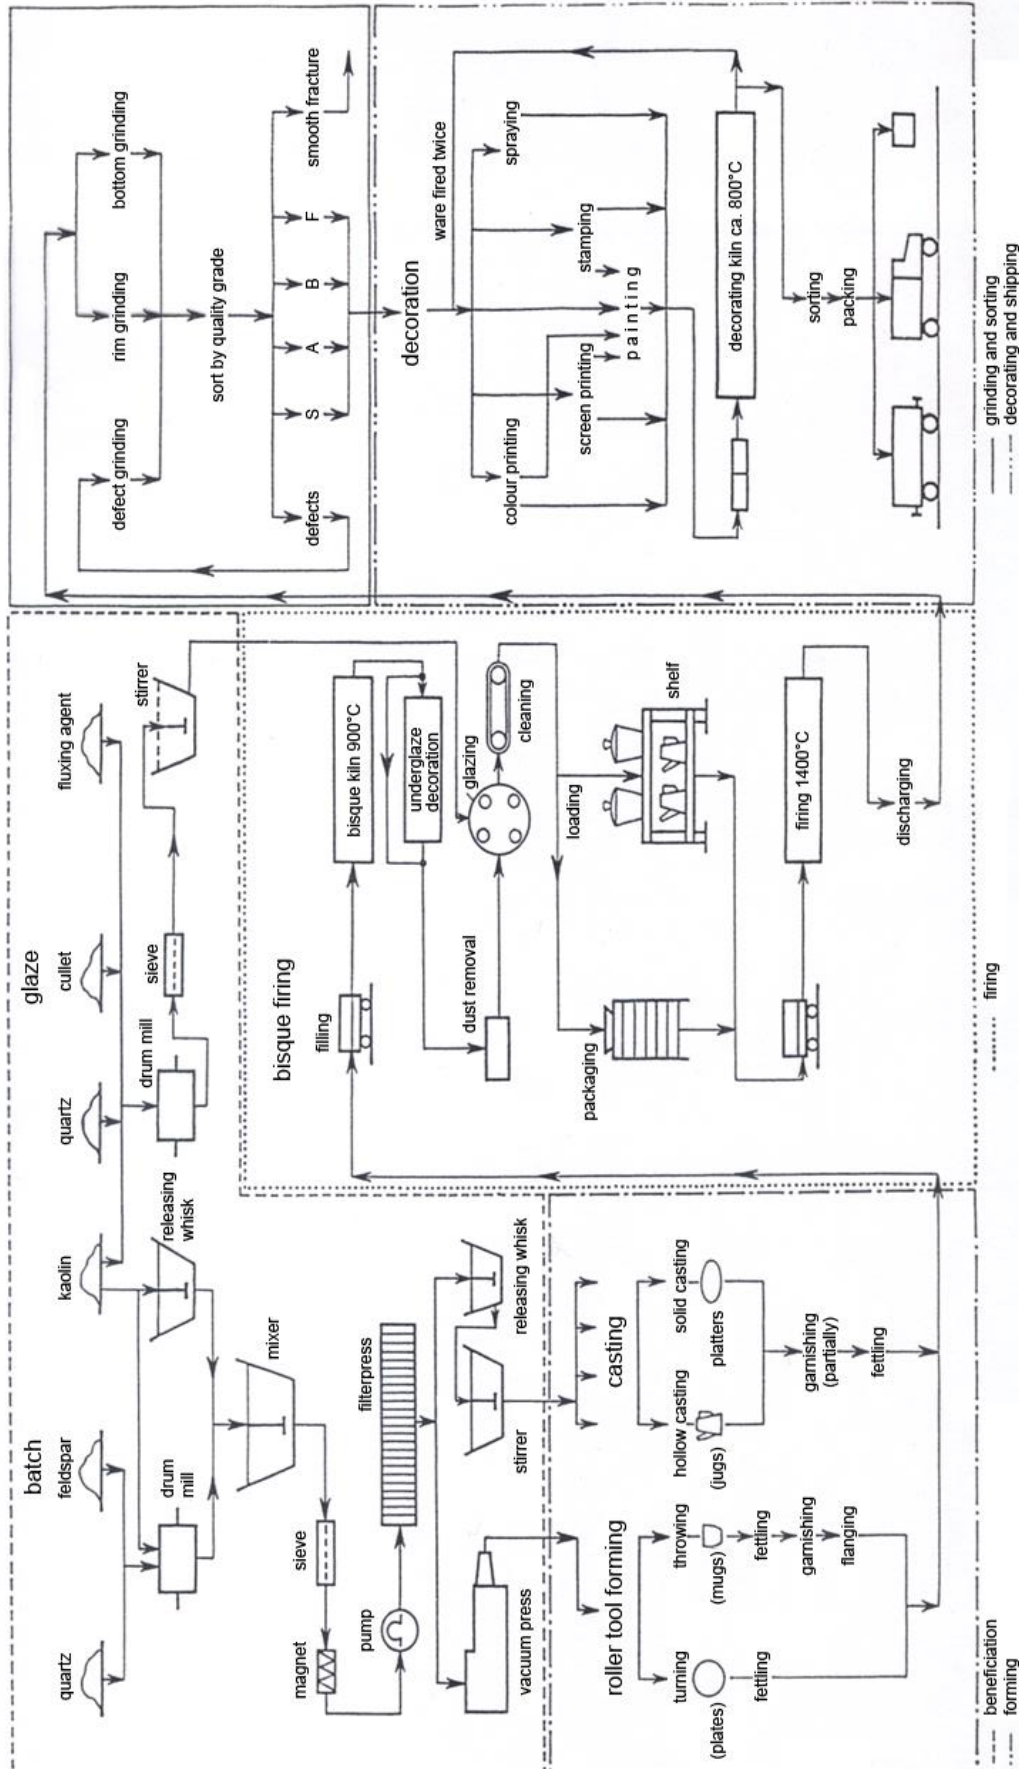 batch
glaze
quartz
feldspar
kaolin
quartz
cullet
fluxing agent
drum
mill
releasing
whisk
drum mill
sieve
stirrer
mixer
sieve
magnet
pump
filterpress
vacuum press
stirrer
releasing whisk
roller tool forming
turning
(plates)
fettling
throwing
(mugs)
fettling
garnishing
flanging
casting
hollow casting
(jugs)
solid casting
platters
garnishing
(partially)
fettling
bisque firing
filling
bisque kiln 900°C
underglaze
decoration
dust removal
glazing
cleaning
loading
packaging
shelf
firing 1400°C
discharging
defect grinding
rim grinding
bottom grinding
sort by quality grade
defects
S
A
B
F
smooth fracture
decoration
ware fired twice
colour printing
screen printing
painting
stamping
spraying
decorating kiln ca. 800°C
sorting
packing
beneficiation
forming
firing
grinding and sorting
decorating and shipping